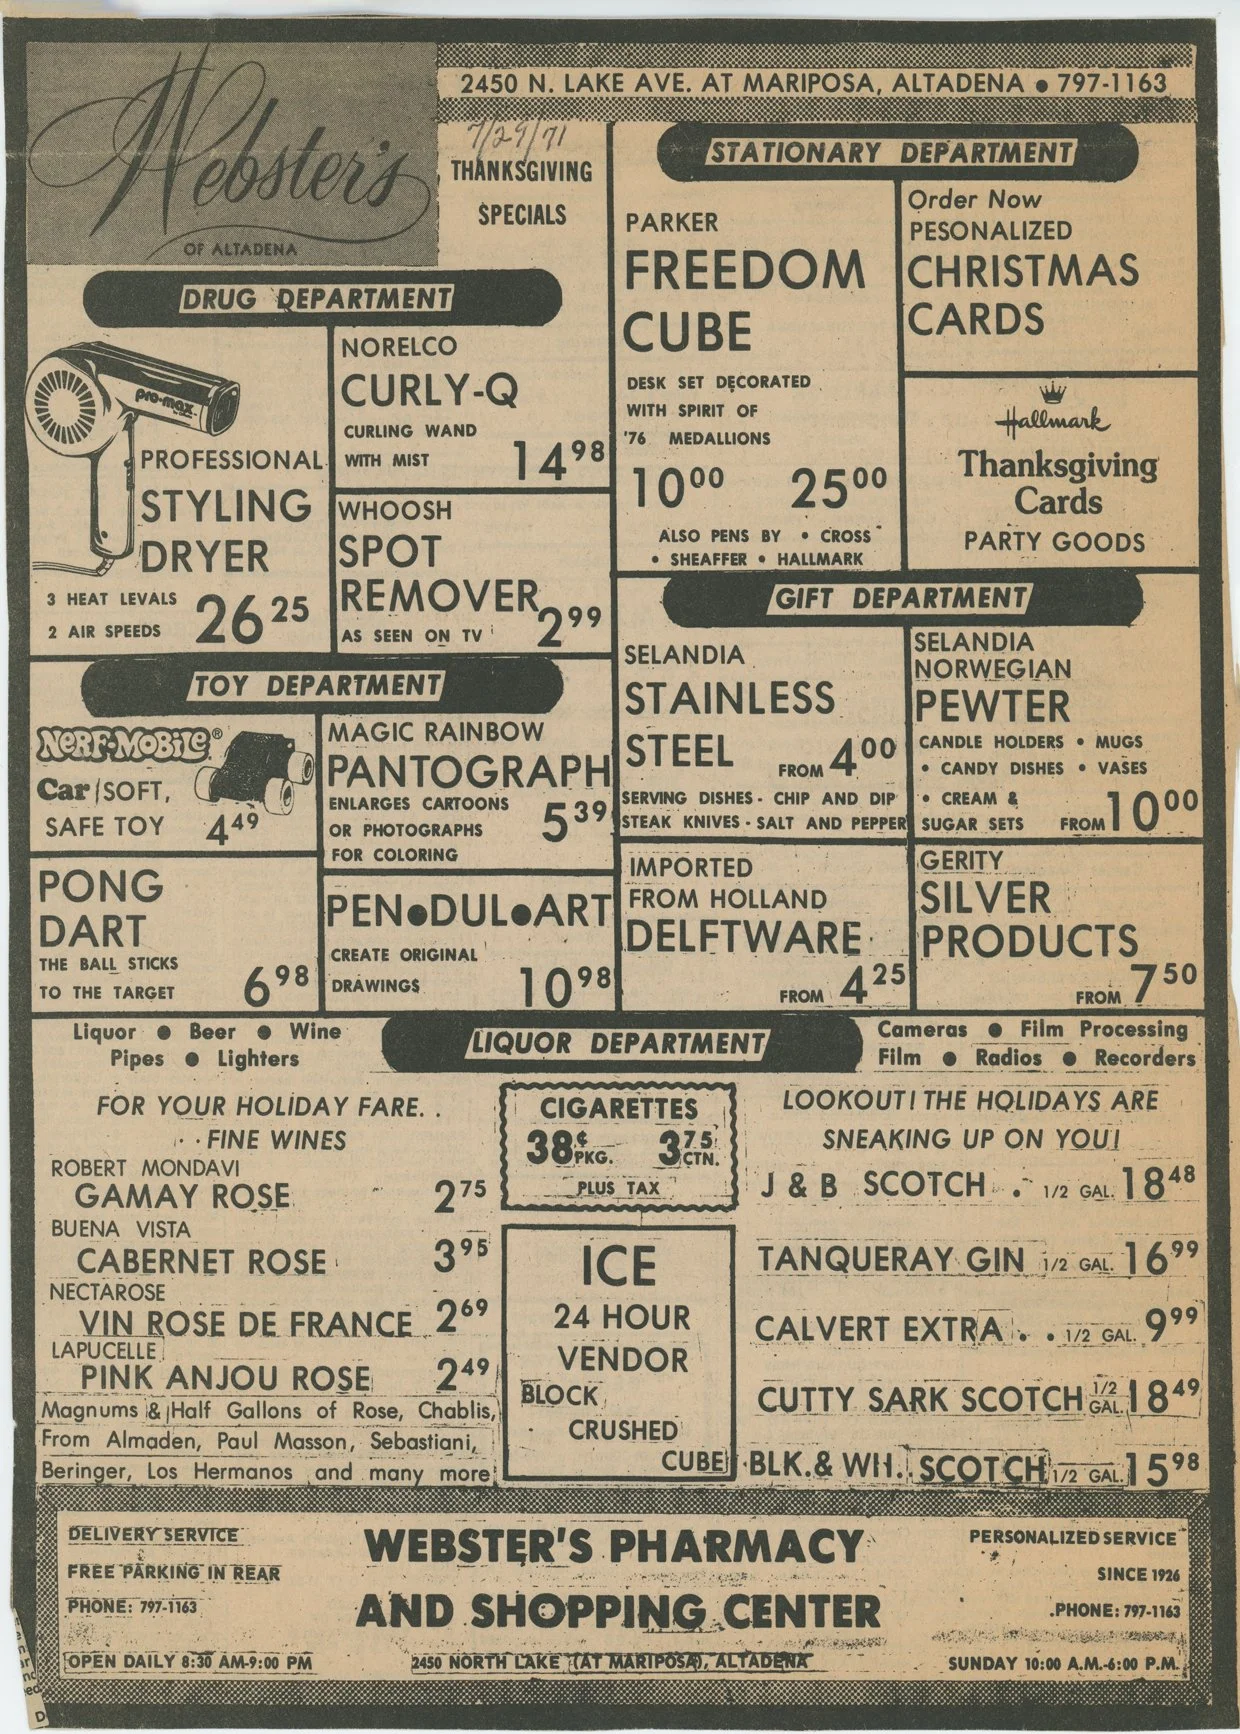 Webster's
OF ALTADENA
2450 N. LAKE AVE. AT MARIPOSA, ALTADENA • 797-1163
7/29/71
THANKSGIVING
SPECIALS
DRUG DEPARTMENT
pro-max
PROFESSIONAL
STYLING
DRYER
3 HEAT LEVALS
2 AIR SPEEDS
26 25
NORELCO
CURLY-Q
CURLING WAND
WITH MIST
14 98
WHOOSH
SPOT
REMOVER
AS SEEN ON TV
2 99
TOY DEPARTMENT
NERF-MOBILE®
Car/SOFT,
SAFE TOY
4 49
MAGIC RAINBOW
PANTOGRAPH
ENLARGES CARTOONS
OR PHOTOGRAPHS
FOR COLORING
5 39
PONG
DART
THE BALL STICKS
TO THE TARGET
6 98
PEN•DUL•ART
CREATE ORIGINAL
DRAWINGS
10 98
STATIONARY DEPARTMENT
PARKER
FREEDOM
CUBE
DESK SET DECORATED
WITH SPIRIT OF
'76 MEDALLIONS
10 00 25 00
ALSO PENS BY • CROSS
• SHEAFFER • HALLMARK
Order Now
PESONALIZED
CHRISTMAS
CARDS
Hallmark
Thanksgiving
Cards
PARTY GOODS
GIFT DEPARTMENT
SELANDIA
STAINLESS
STEEL
FROM 4 00
SERVING DISHES - CHIP AND DIP
STEAK KNIVES - SALT AND PEPPER
SELANDIA
NORWEGIAN
PEWTER
CANDLE HOLDERS • MUGS
• CANDY DISHES • VASES
• CREAM &
SUGAR SETS
FROM 10 00
IMPORTED
FROM HOLLAND
DELFTWARE
FROM 4 25
GERITY
SILVER
PRODUCTS
FROM 7 50
Liquor • Beer • Wine
Pipes • Lighters
LIQUOR DEPARTMENT
Cameras • Film Processing
Film • Radios • Recorders
FOR YOUR HOLIDAY FARE. .
. . FINE WINES
ROBERT MONDAVI
GAMAY ROSE 2 75
BUENA VISTA
CABERNET ROSE 3 95
NECTAROSE
VIN ROSE DE FRANCE 2 69
LAPUCELLE
PINK ANJOU ROSE 2 49
Magnums & Half Gallons of Rose, Chablis,
From Almaden, Paul Masson, Sebastiani,
Beringer, Los Hermanos and many more
CIGARETTES
38¢ PKG. 3 75 CTN.
PLUS TAX
ICE
24 HOUR
VENDOR
BLOCK
CRUSHED
CUBE
LOOKOUT! THE HOLIDAYS ARE
SNEAKING UP ON YOU!
J & B SCOTCH . 1/2 GAL. 18 48
TANQUERAY GIN 1/2 GAL. 16 99
CALVERT EXTRA . . 1/2 GAL. 9 99
CUTTY SARK SCOTCH 1/2 GAL. 18 49
BLK. & WH. SCOTCH 1/2 GAL. 15 98
DELIVERY SERVICE
FREE PARKING IN REAR
PHONE: 797-1163
OPEN DAILY 8:30 AM-9:00 PM
WEBSTER'S PHARMACY
AND SHOPPING CENTER
2450 NORTH LAKE (AT MARIPOSA), ALTADENA
PERSONALIZED SERVICE
SINCE 1926
PHONE: 797-1163
SUNDAY 10:00 A.M.-6:00 P.M.